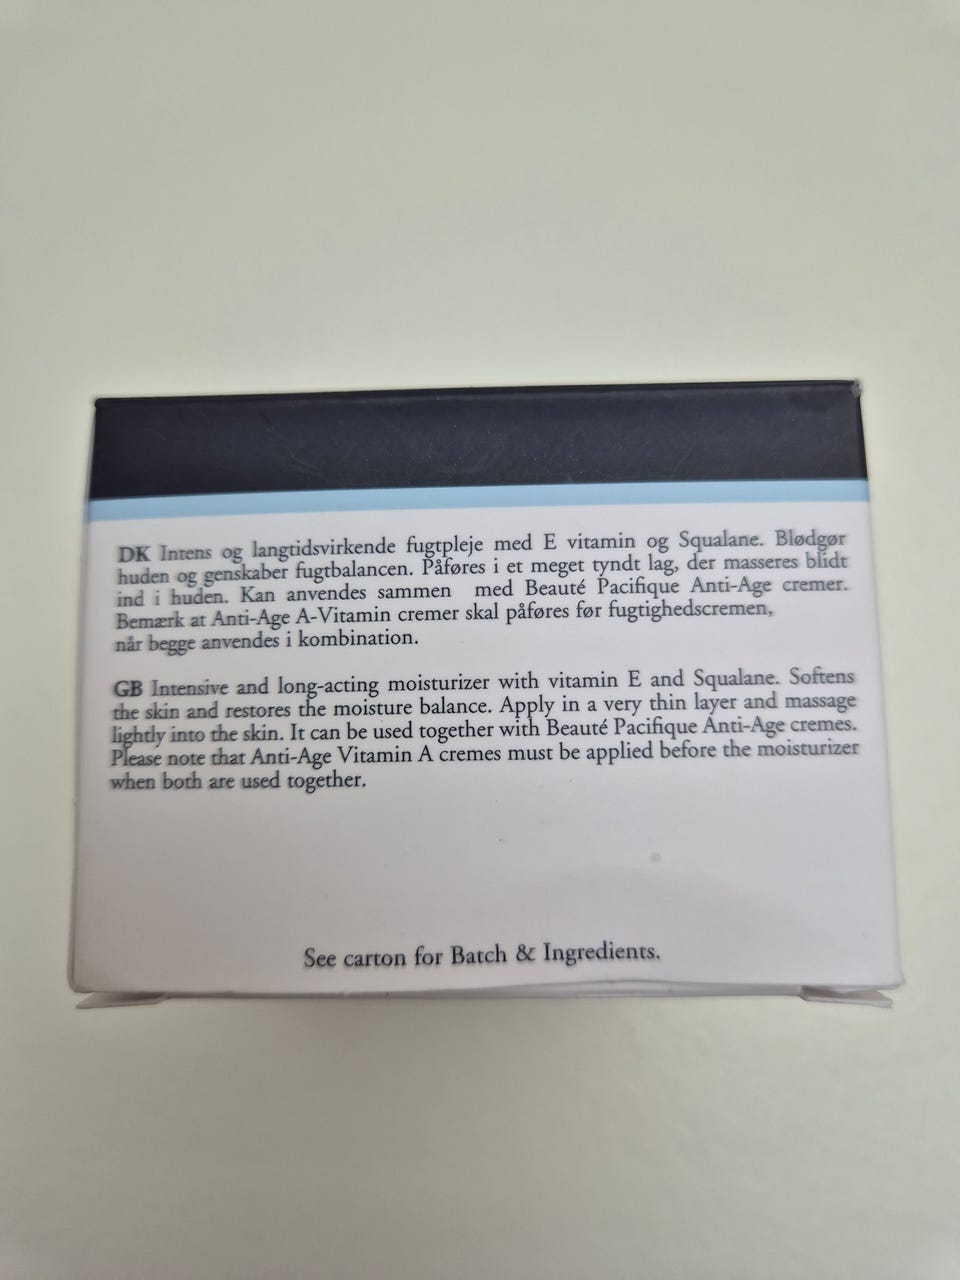 DK Intens og langtidsvirkende fugtpleje med E vitamin og Squalane. Blødgør
huden og genskaber fugtbalancen. Påføres i et meget tyndt lag, der masseres blidt
ind i huden. Kan anvendes sammen med Beauté Pacifique Anti-Age cremer.
Bemærk at Anti-Age A-Vitamin cremer skal påføres før fugtighedscremen,
når begge anvendes i kombination.
GB Intensive and long-acting moisturizer with vitamin E and Squalane. Softens
the skin and restores the moisture balance. Apply in a very thin layer and massage
lightly into the skin. It can be used together with Beauté Pacifique Anti-Age cremes.
Please note that Anti-Age Vitamin A cremes must be applied before the moisturizer
when both are used together.
See carton for Batch & Ingredients.